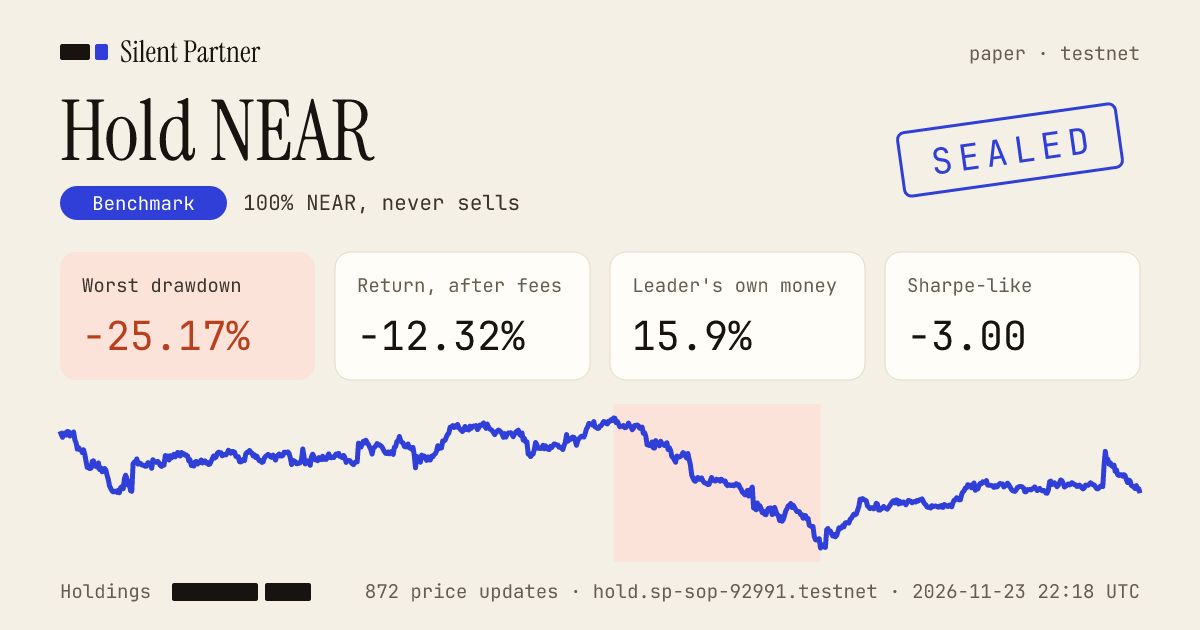 Silent Partner
paper · testnet
Hold NEAR
SEALED
Benchmark 100% NEAR, never sells
Worst drawdown
-25.17%
Return, after fees
-12.32%
Leader's own money
15.9%
Sharpe-like
-3.00
Holdings
872 price updates · hold.sp-sop-92991.testnet · 2026-11-23 22:18 UTC